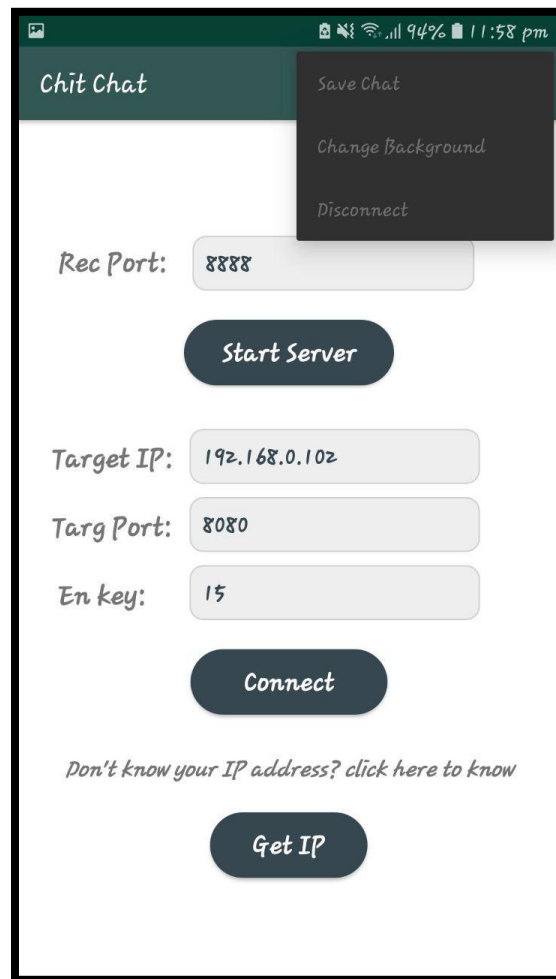 94% 11:58 pm
Chit Chat
Save Chat
Change Background
Disconnect
Rec Port: 8888
Start Server
Target IP: 192.168.0.102
Targ Port: 8080
En key: 15
Connect
Don't know your IP address? click here to know
Get IP